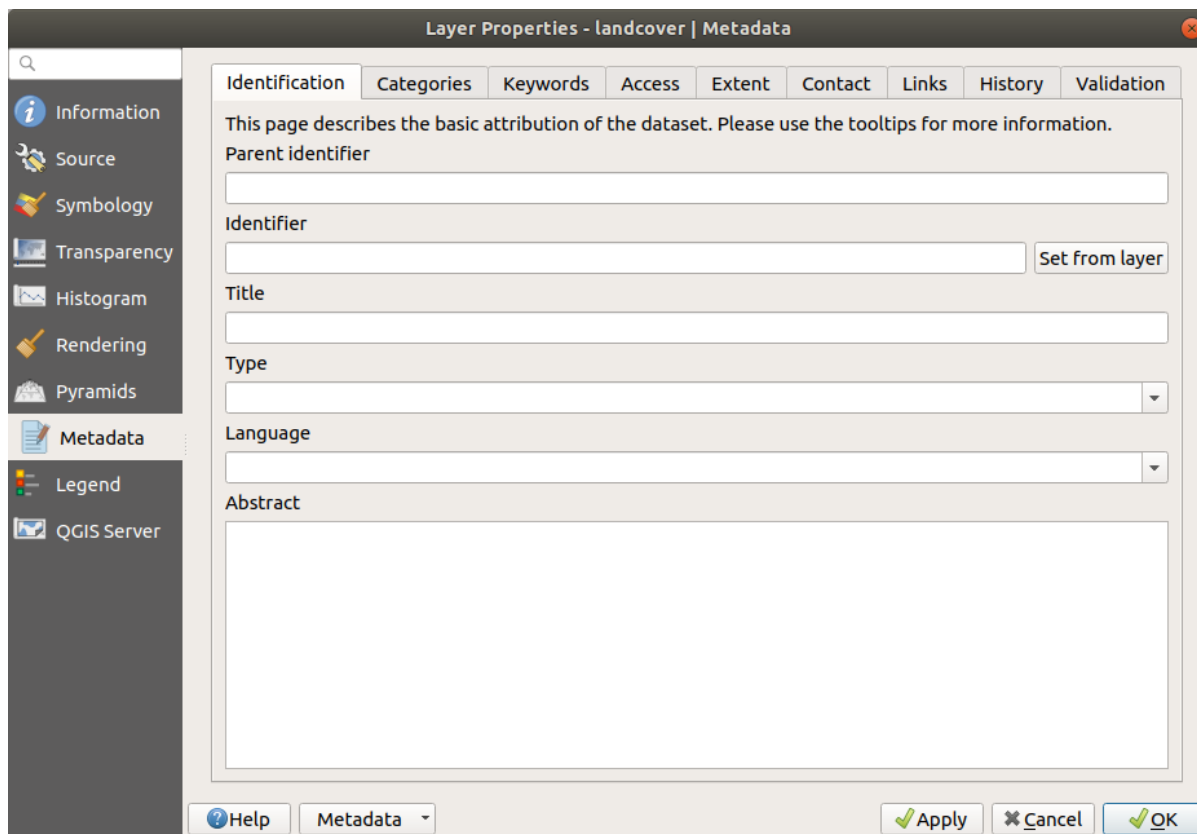 Layer Properties - landcover | Metadata
Information
Source
Symbology
Transparency
Histogram
Rendering
Pyramids
Metadata
Legend
QGIS Server
Identification Categories Keywords Access Extent Contact Links History Validation
This page describes the basic attribution of the dataset. Please use the tooltips for more information.
Parent identifier
Identifier
Set from layer
Title
Type
Language
Abstract
Help Metadata Apply Cancel OK